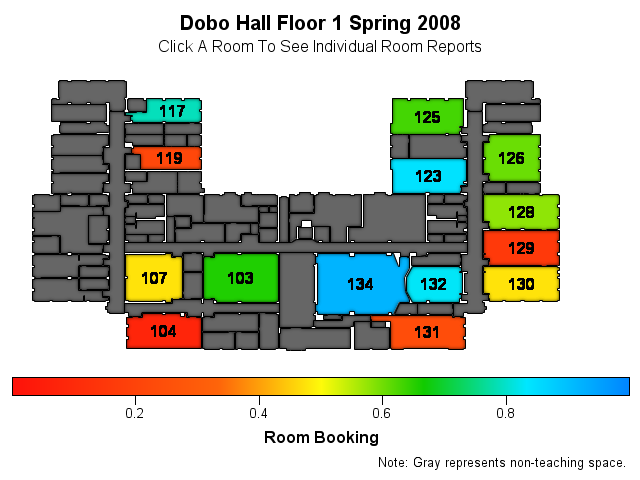 Dobo Hall Floor 1 Spring 2008
Click A Room To See Individual Room Reports
117
125
119
126
123
128
129
107
103
134
132
130
104
131
0.2 0.4 0.6 0.8
Room Booking
Note: Gray represents non-teaching space.